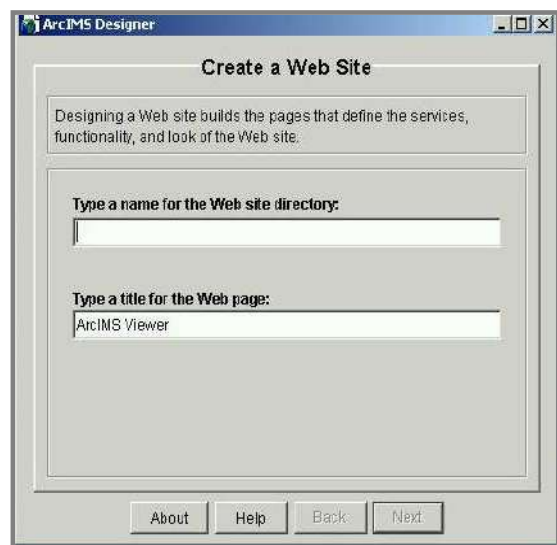 ArcIMS Designer
Create a Web Site
Designing a Web site builds the pages that define the services,
functionality, and look of the Web site.
Type a name for the Web site directory:
Type a title for the Web page:
ArcIMS Viewer
About Help Back Next